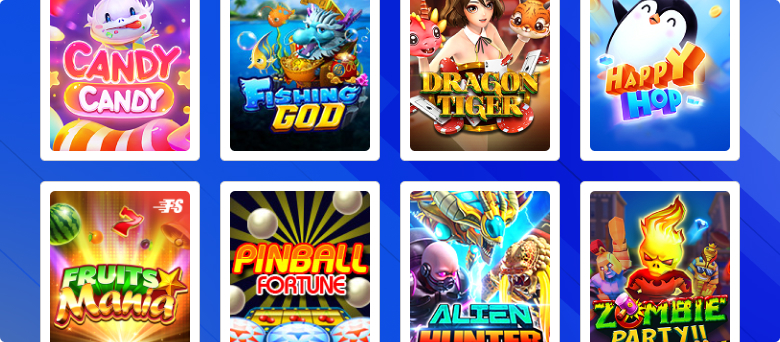 CANDY
CANDY
FISHING
GOD
DRAGON
TIGER
HAPPY
HOP
FS
FRUITS
Mania
PINBALL
FORTUNE
ALIEN
HUNTER
ZOMBIE
PARTY!!